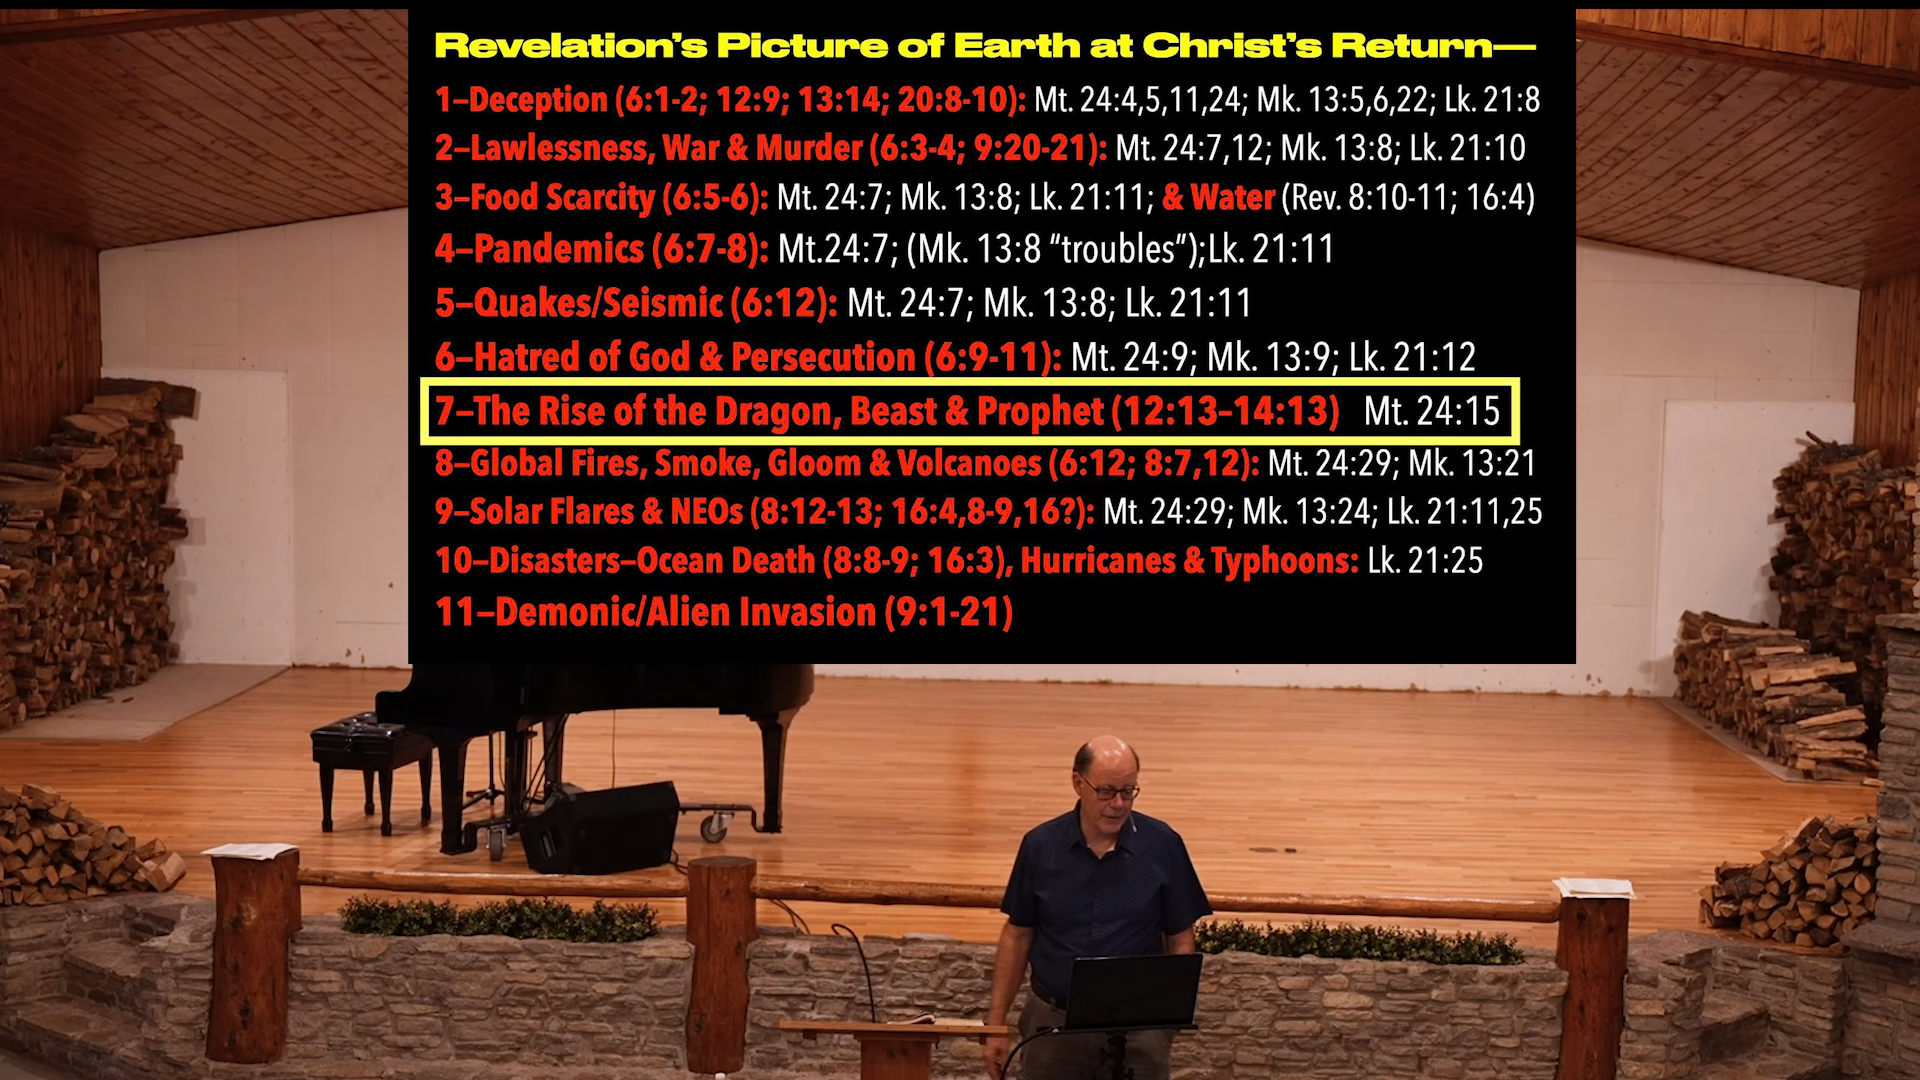 Revelation's Picture of Earth at Christ's Return—
1–Deception (6:1-2; 12:9; 13:14; 20:8-10): Mt. 24:4,5,11,24; Mk. 13:5,6,22; Lk. 21:8
2–Lawlessness, War & Murder (6:3-4; 9:20-21): Mt. 24:7,12; Mk. 13:8; Lk. 21:10
3–Food Scarcity (6:5-6): Mt. 24:7; Mk. 13:8; Lk. 21:11; & Water (Rev. 8:10-11; 16:4)
4–Pandemics (6:7-8): Mt.24:7; (Mk. 13:8 "troubles");Lk. 21:11
5–Quakes/Seismic (6:12): Mt. 24:7; Mk. 13:8; Lk. 21:11
6–Hatred of God & Persecution (6:9-11): Mt. 24:9; Mk. 13:9; Lk. 21:12
7–The Rise of the Dragon, Beast & Prophet (12:13–14:13) Mt. 24:15
8–Global Fires, Smoke, Gloom & Volcanoes (6:12; 8:7,12): Mt. 24:29; Mk. 13:21
9–Solar Flares & NEOs (8:12-13; 16:4,8-9,16?): Mt. 24:29; Mk. 13:24; Lk. 21:11,25
10–Disasters–Ocean Death (8:8-9; 16:3), Hurricanes & Typhoons: Lk. 21:25
11–Demonic/Alien Invasion (9:1-21)